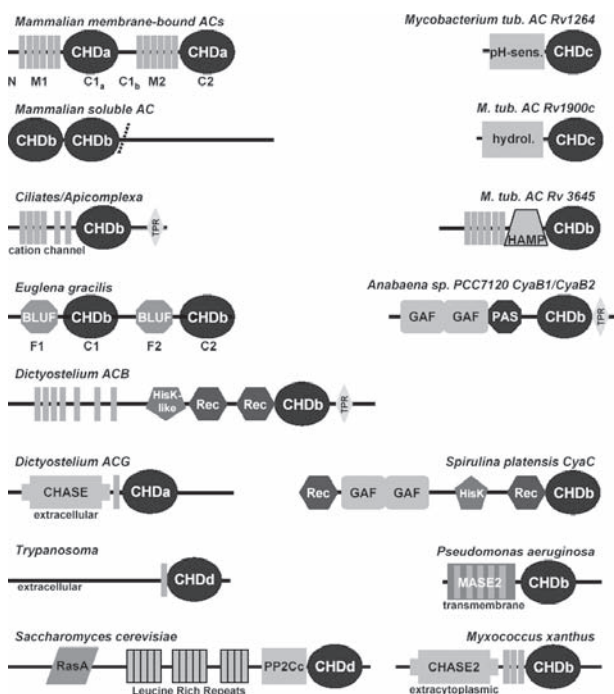 Mammalian membrane-bound ACs
CHDa CHDa
N M1 C1a C1b M2 C2
Mammalian soluble AC
CHDb CHDb
Ciliates/Apicomplexa
CHDb TPR
cation channel
Euglena gracilis
BLUF CHDb BLUF CHDb
F1 C1 F2 C2
Dictyostelium ACB
HisK-
like Rec Rec CHDb TPR
Dictyostelium ACG
CHASE CHDa
extracellular
Trypanosoma
CHDd
extracellular
Saccharomyces cerevisiae
RasA PP2Cc CHDd
Leucine Rich Repeats
Mycobacterium tub. AC Rv1264
pH-sens. CHDc
M. tub. AC Rv1900c
hydrol. CHDc
M. tub. AC Rv 3645
HAMP CHDb
Anabaena sp. PCC7120 CyaB1/CyaB2
GAF GAF PAS CHDb TPR
Spirulina platensis CyaC
Rec GAF GAF HisK Rec CHDb
Pseudomonas aeruginosa
MASE2 CHDb
transmembrane
Myxococcus xanthus
CHASE2 CHDb
extracytoplasmic